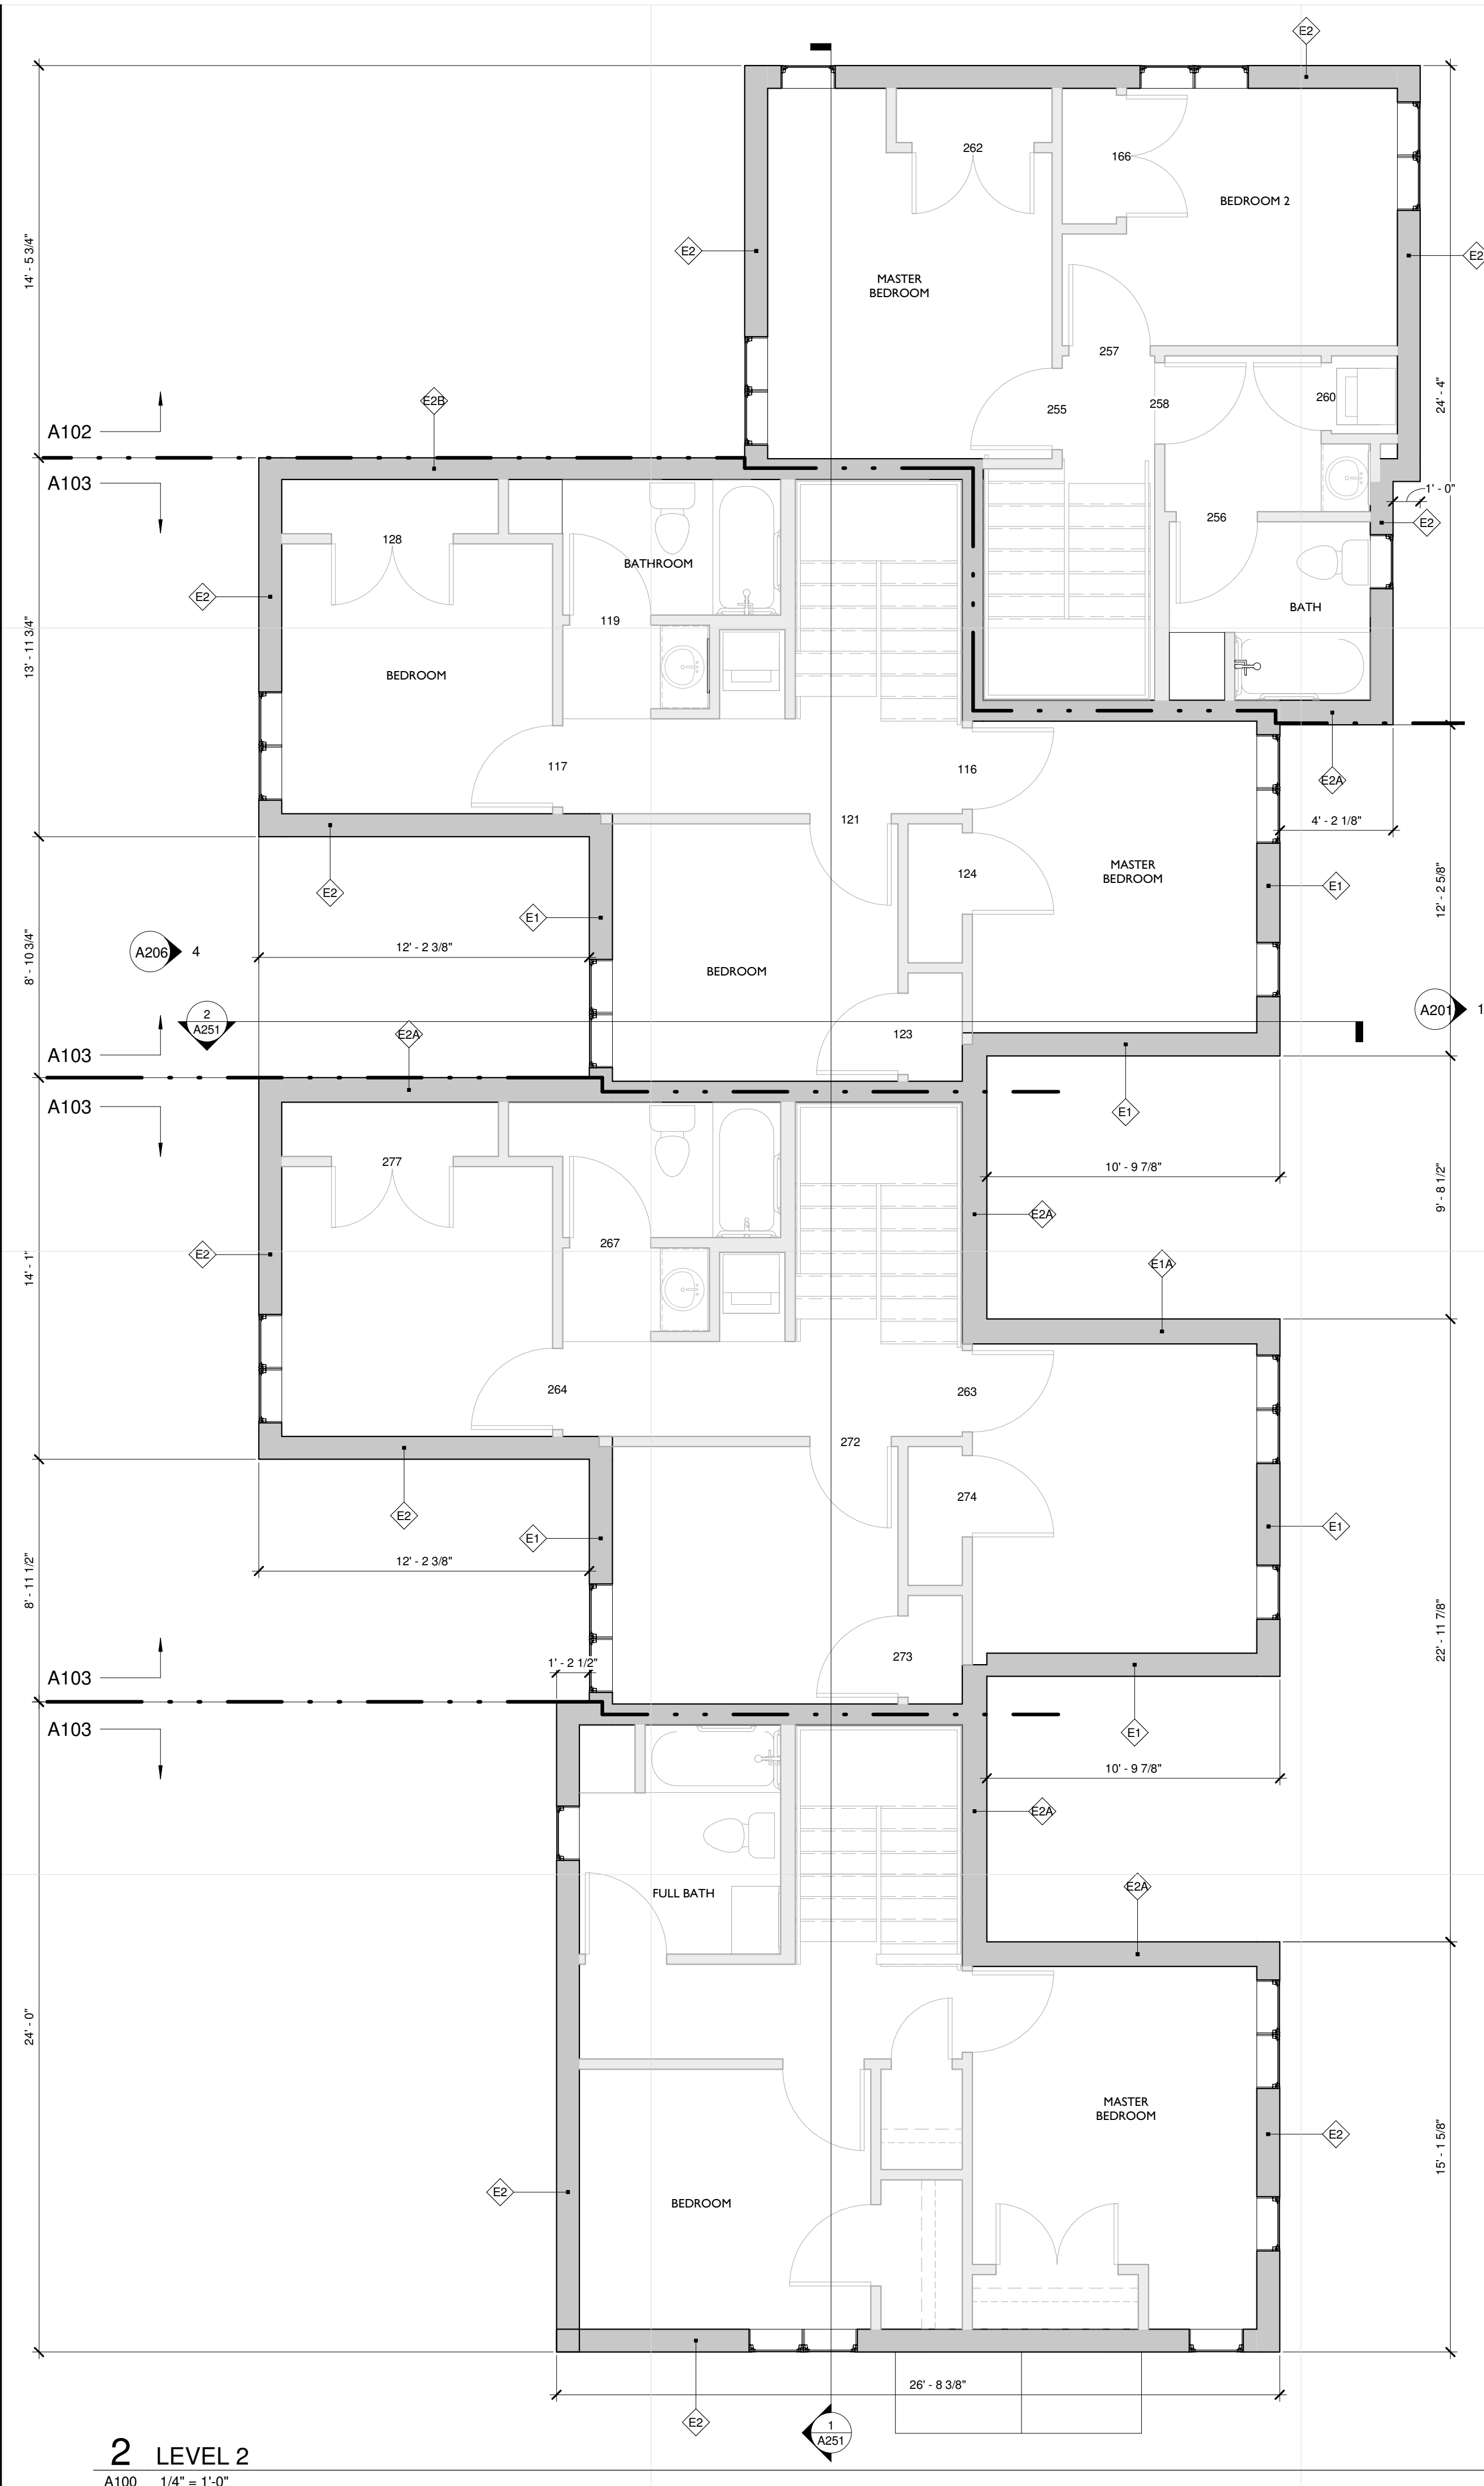 E2
262
166
BEDROOM 2
E2
E2
14' - 5 3/4"
MASTER
BEDROOM
257
24' - 4"
E2B
255
258
260
A102
A103
1' - 0"
256
E2
128
BATHROOM
E2
119
BATH
13' - 11 3/4"
BEDROOM
117
116
E2A
121
4' - 2 1/8"
124
MASTER
BEDROOM
E2
E1
E1
12' - 2 5/8"
12' - 2 3/8"
A206
4
8' - 10 3/4"
BEDROOM
2
A251
A201
1
E2A
123
A103
A103
E1
277
10' - 9 7/8"
9' - 8 1/2"
E2A
E2
267
14' - 1"
E1A
264
263
272
274
E2
E1
E1
12' - 2 3/8"
8' - 11 1/2"
22' - 11 7/8"
273
1' - 2 1/2"
A103
A103
E1
10' - 9 7/8"
E2A
FULL BATH
E2A
24' - 0"
MASTER
BEDROOM
E2
15' - 1 5/8"
E2
BEDROOM
26' - 8 3/8"
E2
1
A251
2 LEVEL 2
A100 1/4" = 1'-0"